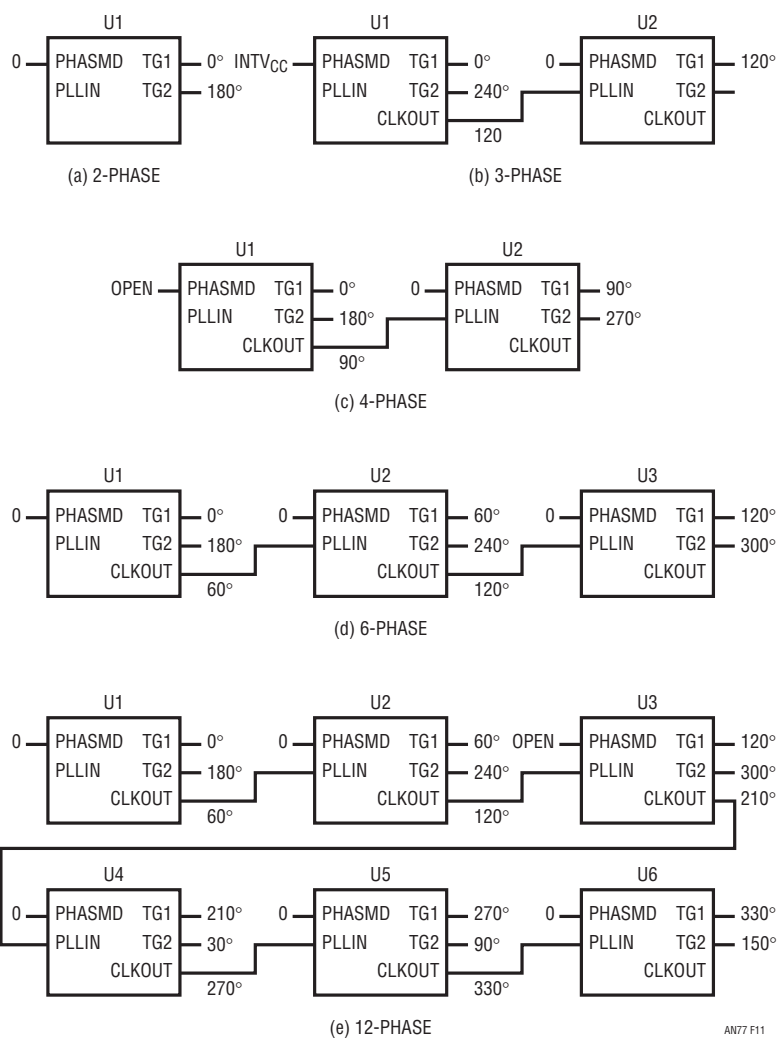 U1 U1 U2
0 PHASMD TG1 0° INTVCC PHASMD TG1 0° 0 PHASMD TG1 120°
PLLIN TG2 180° PLLIN TG2 240° PLLIN TG2
CLKOUT CLKOUT
120
(a) 2-PHASE (b) 3-PHASE
U1 U2
OPEN PHASMD TG1 0° 0 PHASMD TG1 90°
PLLIN TG2 180° PLLIN TG2 270°
CLKOUT CLKOUT
90°
(c) 4-PHASE
U1 U2 U3
0 PHASMD TG1 0° 0 PHASMD TG1 60° 0 PHASMD TG1 120°
PLLIN TG2 180° PLLIN TG2 240° PLLIN TG2 300°
CLKOUT CLKOUT CLKOUT
60° 120°
(d) 6-PHASE
U1 U2 U3
0 PHASMD TG1 0° 0 PHASMD TG1 60° OPEN PHASMD TG1 120°
PLLIN TG2 180° PLLIN TG2 240° PLLIN TG2 300°
CLKOUT CLKOUT CLKOUT 210°
60° 120°
U4 U5 U6
0 PHASMD TG1 210° 0 PHASMD TG1 270° 0 PHASMD TG1 330°
PLLIN TG2 30° PLLIN TG2 90° PLLIN TG2 150°
CLKOUT CLKOUT CLKOUT
270° 330°
(e) 12-PHASE
AN77 F11